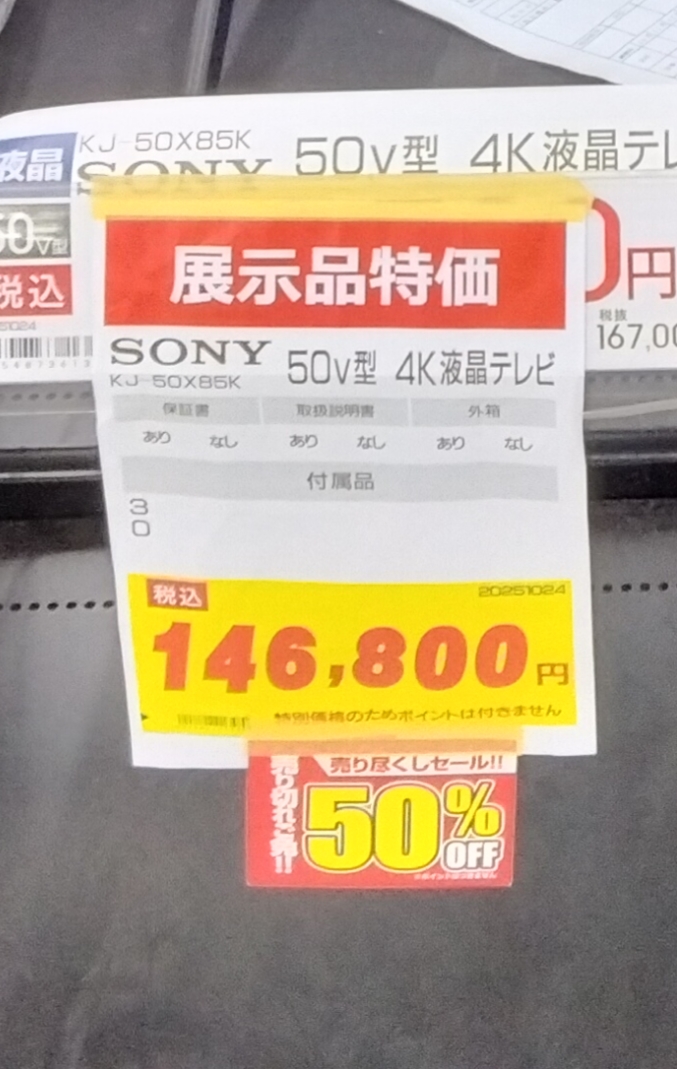 液晶
KJ-50X85K
SONY 50v型 4K液晶テレ
50V型
税込
円
税抜
167,00
展示品特価
SONY 50v型 4K液晶テレビ
KJ-50X85K
保証書 取扱説明書 外箱
あり なし あり なし あり なし
付属品
3
0
税込
20251024
146,800円
特別価格のためポイントは付きません
売り尽くしセール!!
売り切れご免!!
50%
OFF